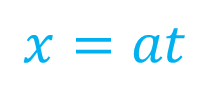 x = at